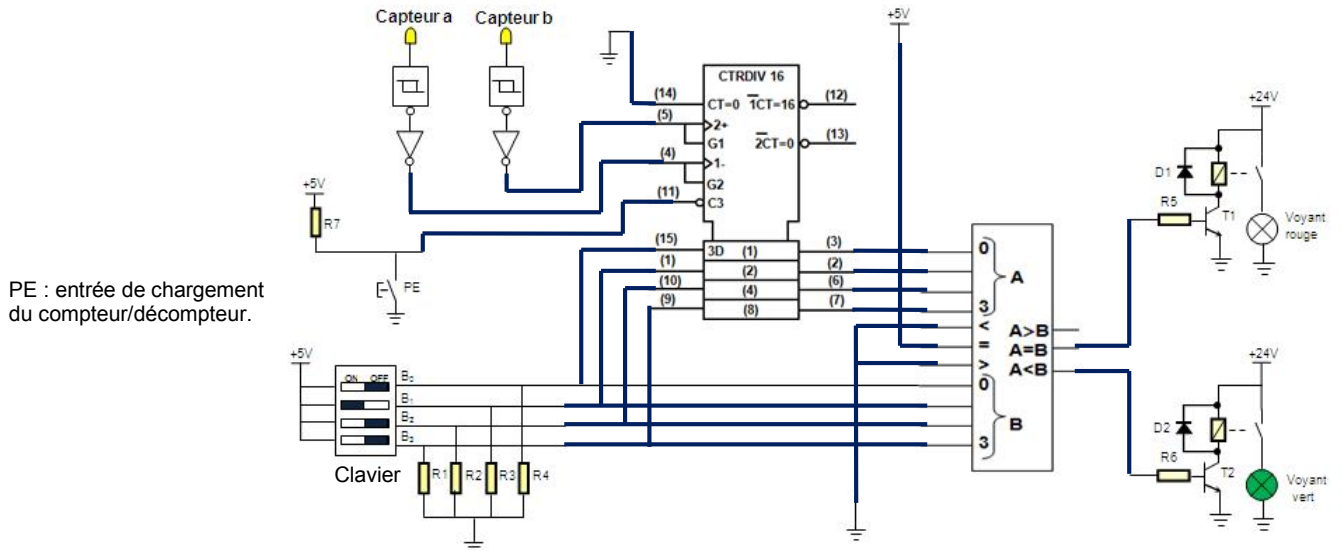 Capteur a
Capteur b
+5V
CTRDIV 16
(14)
CT=0
1CT=16
(12)
(5)
2+
G1
2CT=0
(13)
(4)
1-
G2
(11)
C3
+24V
D1
R5
T1
Voyant
rouge
+5V
R7
PE
PE : entrée de chargement
du compteur/décompteur.
(15)
3D
(1)
(3)
(1)
(2)
(2)
(10)
(4)
(6)
(9)
(8)
(7)
0
A
3
<
=
>
0
B
3
A>B
A=B
A<B
+5V
ON OFF
B0
B1
B2
B3
Clavier
R1
R2
R3
R4
+24V
D2
R6
T2
Voyant
vert